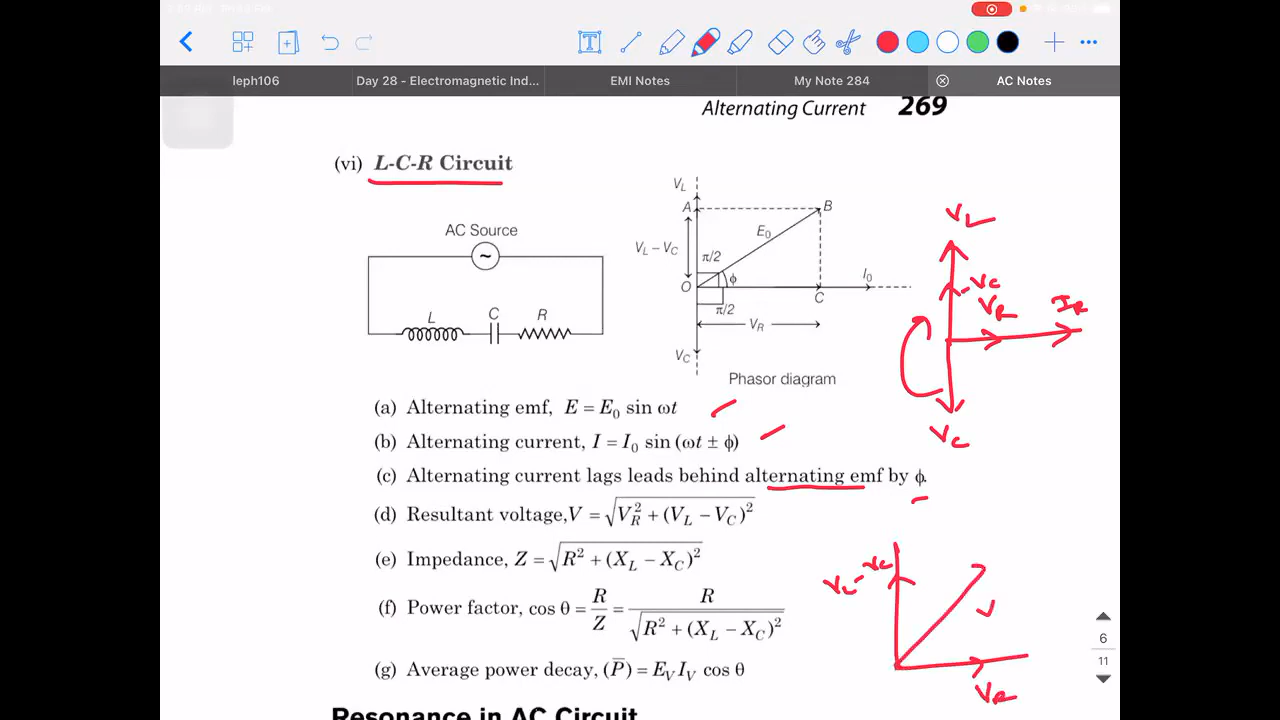 leph106
Day 28 - Electromagnetic Ind...
EMI Notes
My Note 284
AC Notes
Alternating Current 269
(vi) L-C-R Circuit
AC Source
L C R
V_L
A B
E₀
V_L – V_C
π/2
ϕ
O C I₀
π/2
V_R
V_C
Phasor diagram
V_L
V_C
V_R I_R
V_C
(a) Alternating emf, E = E₀ sin ωt
(b) Alternating current, I = I₀ sin (ωt ± ϕ)
(c) Alternating current lags leads behind alternating emf by ϕ.
(d) Resultant voltage, V = √(V_R² + (V_L – V_C)²)
(e) Impedance, Z = √(R² + (X_L – X_C)²)
(f) Power factor, cos θ = R/Z = R/√(R² + (X_L – X_C)²)
(g) Average power decay, (P̅) = E_V I_V cos θ
V_L - V_C
V
V_R
6
11
Resonance in AC Circuit